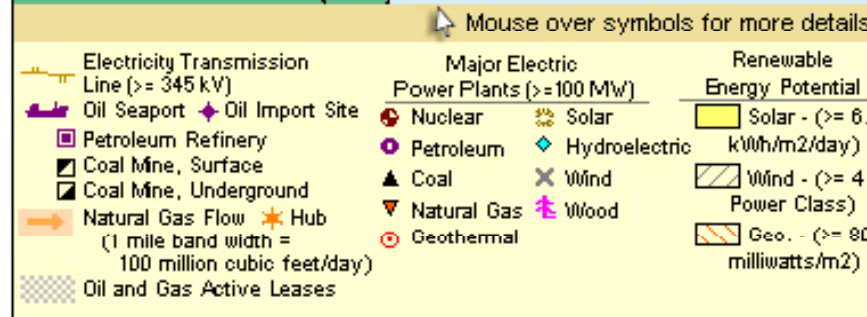 Mouse over symbols for more details
Electricity Transmission
Line (>= 345 kV)
Oil Seaport Oil Import Site
Petroleum Refinery
Coal Mine, Surface
Coal Mine, Underground
Natural Gas Flow Hub
(1 mile band width =
100 million cubic feet/day)
Oil and Gas Active Leases
Major Electric
Power Plants (>=100 MW)
Nuclear Solar
Petroleum Hydroelectric
Coal Wind
Natural Gas Wood
Geothermal
Renewable
Energy Potential
Solar - (>= 6.
kWh/m2/day)
Wind - (>= 4
Power Class)
Geo. - (>= 80
milliwatts/m2)